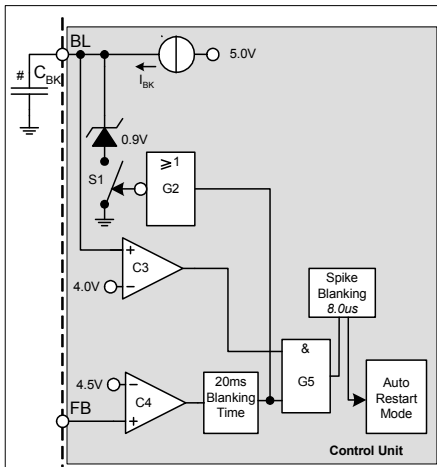 BL
5.0V
# C_BK
I_BK
0.9V
S1
≥1
G2
+
C3
4.0V
−
Spike
Blanking
8.0us
&
G5
4.5V
−
C4
+
20ms
Blanking
Time
Auto
Restart
Mode
FB
Control Unit